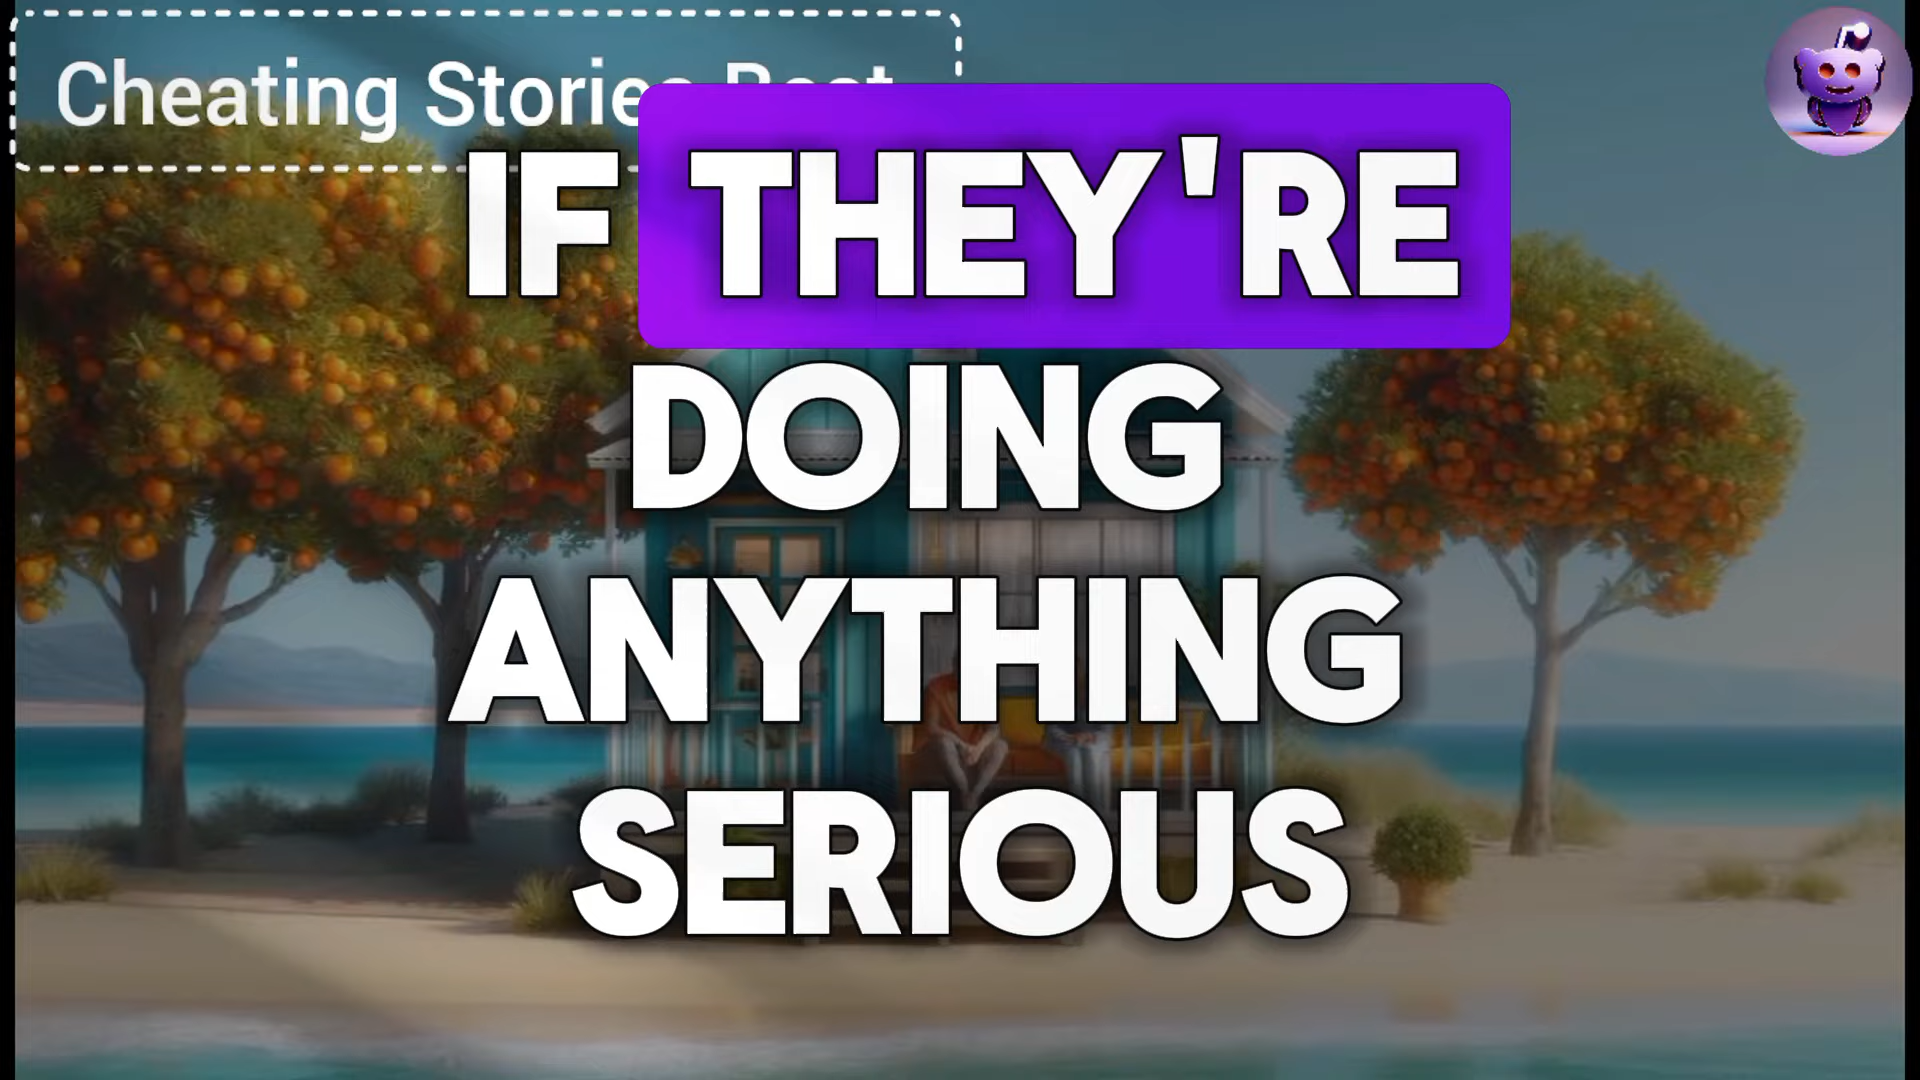 Cheating Stories
IF THEY'RE
DOING
ANYTHING
SERIOUS